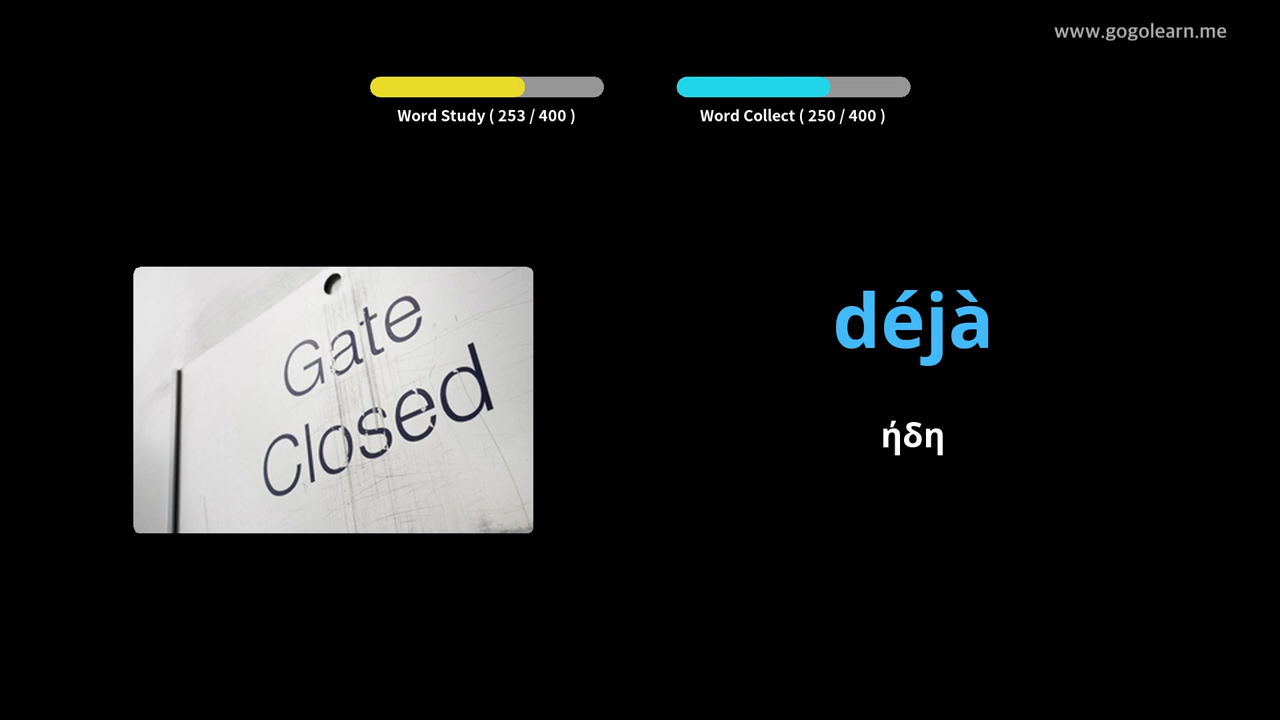 www.gogolearn.me
Word Study ( 253 / 400 )
Word Collect ( 250 / 400 )
Gate
Closed
déjà
ήδη